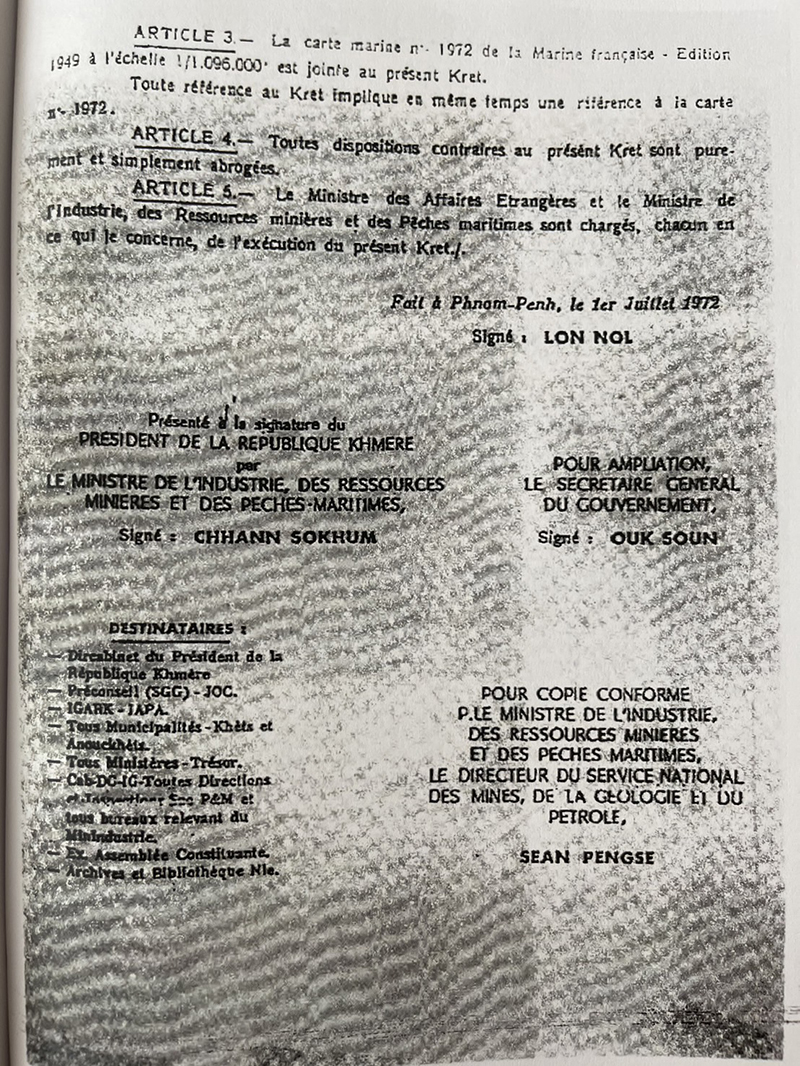 ARTICLE 3.— La carte marine n°- 1972 de la Marine française - Edition
1949 à l'échelle 1/1.096.000° est jointe au présent Kret.
Toute référence au Kret implique en même temps une référence à la carte
n°- 1972.
ARTICLE 4.— Toutes dispositions contraires au présent Kret sont pure-
ment et simplement abrogées.
ARTICLE 5.— Le Ministre des Affaires Etrangères et le Ministre de
l'Industrie, des Ressources minières et des Pêches maritimes sont chargés, chacun en
ce qui le concerne, de l'exécution du présent Kret./.
Fait à Phnom-Penh, le 1er Juillet 1972
Signé : LON NOL
Présenté à la signature du
PRESIDENT DE LA REPUBLIQUE KHMERE
par
LE MINISTRE DE L'INDUSTRIE, DES RESSOURCES
MINIERES ET DES PECHES-MARITIMES,
Signé : CHHANN SOKHUM
POUR AMPLIATION,
LE SECRETAIRE GENERAL
DU GOUVERNEMENT,
Signé : OUK SOUN
DESTINATAIRES :
— Dircabinet du Président de la
République Khmère
— Préconseil (SGG) - JOC.
— IGARK - IAPA.
— Tous Municipalités - Khèts et
Anouckhèts.
— Tous Ministères - Trésor.
— Cab-DC-IG-Toutes Directions
et P&M et
tous bureaux relevant du
Minindustrie.
— Ex. Assemblée Constituante.
— Archives et Bibliothèque Nle.
POUR COPIE CONFORME
P.LE MINISTRE DE L'INDUSTRIE,
DES RESSOURCES MINIERES
ET DES PECHES MARITIMES,
LE DIRECTEUR DU SERVICE NATIONAL
DES MINES, DE LA GEOLOGIE ET DU
PETROLE,
SEAN PENGSE